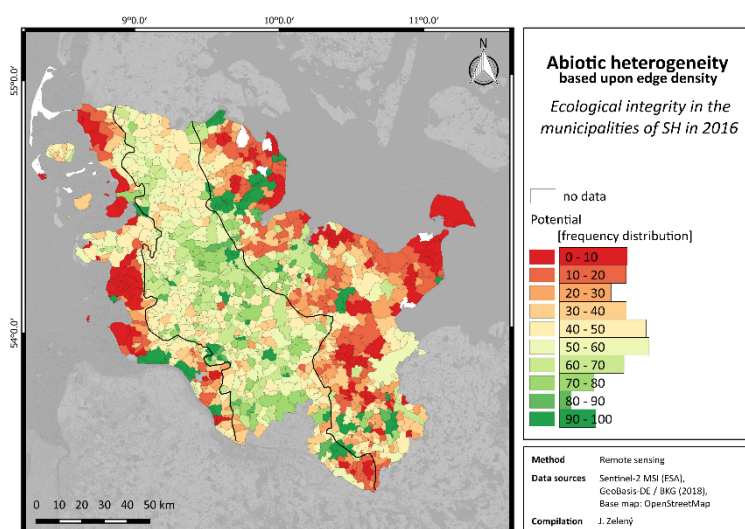 9°0.0'
10°0.0'
11°0.0'
55°0.0'
54°0.0'
N
0 10 20 30 40 50 km
Abiotic heterogeneity
based upon edge density
Ecological integrity in the
municipalities of SH in 2016
no data
Potential
[frequency distribution]
0 - 10
10 - 20
20 - 30
30 - 40
40 - 50
50 - 60
60 - 70
70 - 80
80 - 90
90 - 100
Method Remote sensing
Data sources Sentinel-2 MSI (ESA),
GeoBasis-DE / BKG (2018),
Base map: OpenStreetMap
Compilation J. Zelený